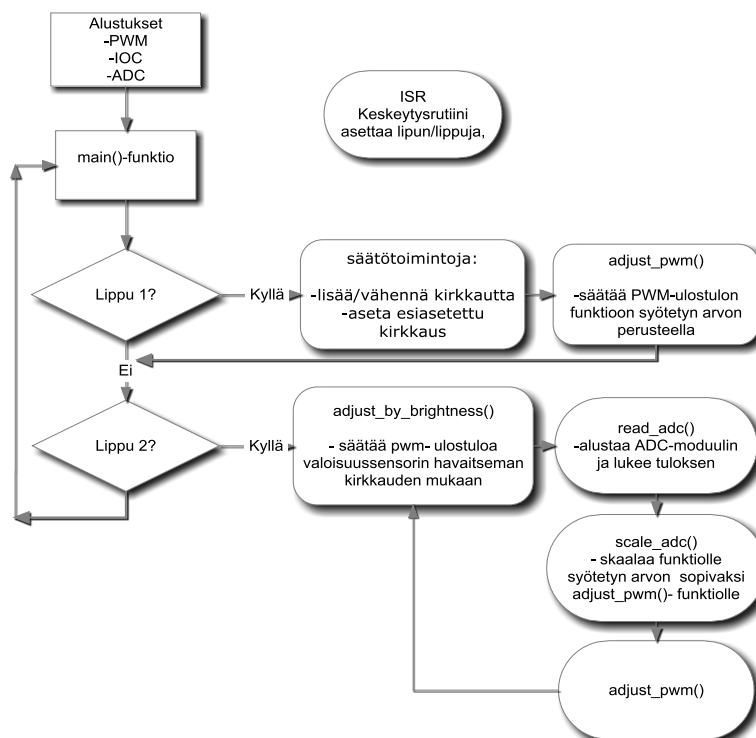 Alustukset
-PWM
-IOC
-ADC
ISR
Keskeytysrutiini
asettaa lipun/lippuja,
main()-funktio
Lippu 1?
Kyllä
säätötoimintoja:
-lisää/vähennä kirkkautta
-aseta esiasetettu
kirkkaus
adjust_pwm()
-säätää PWM-ulostulon
funktioon syötetyn arvon
perusteella
Ei
Lippu 2?
Kyllä
adjust_by_brightness()
- säätää pwm- ulostuloa
valoisuussensorin havaitseman
kirkkauden mukaan
read_adc()
-alustaa ADC-moduulin
ja lukee tuloksen
scale_adc()
- skaalaa funktiolle
syötetyn arvon sopivaksi
adjust_pwm()- funktiolle
adjust_pwm()